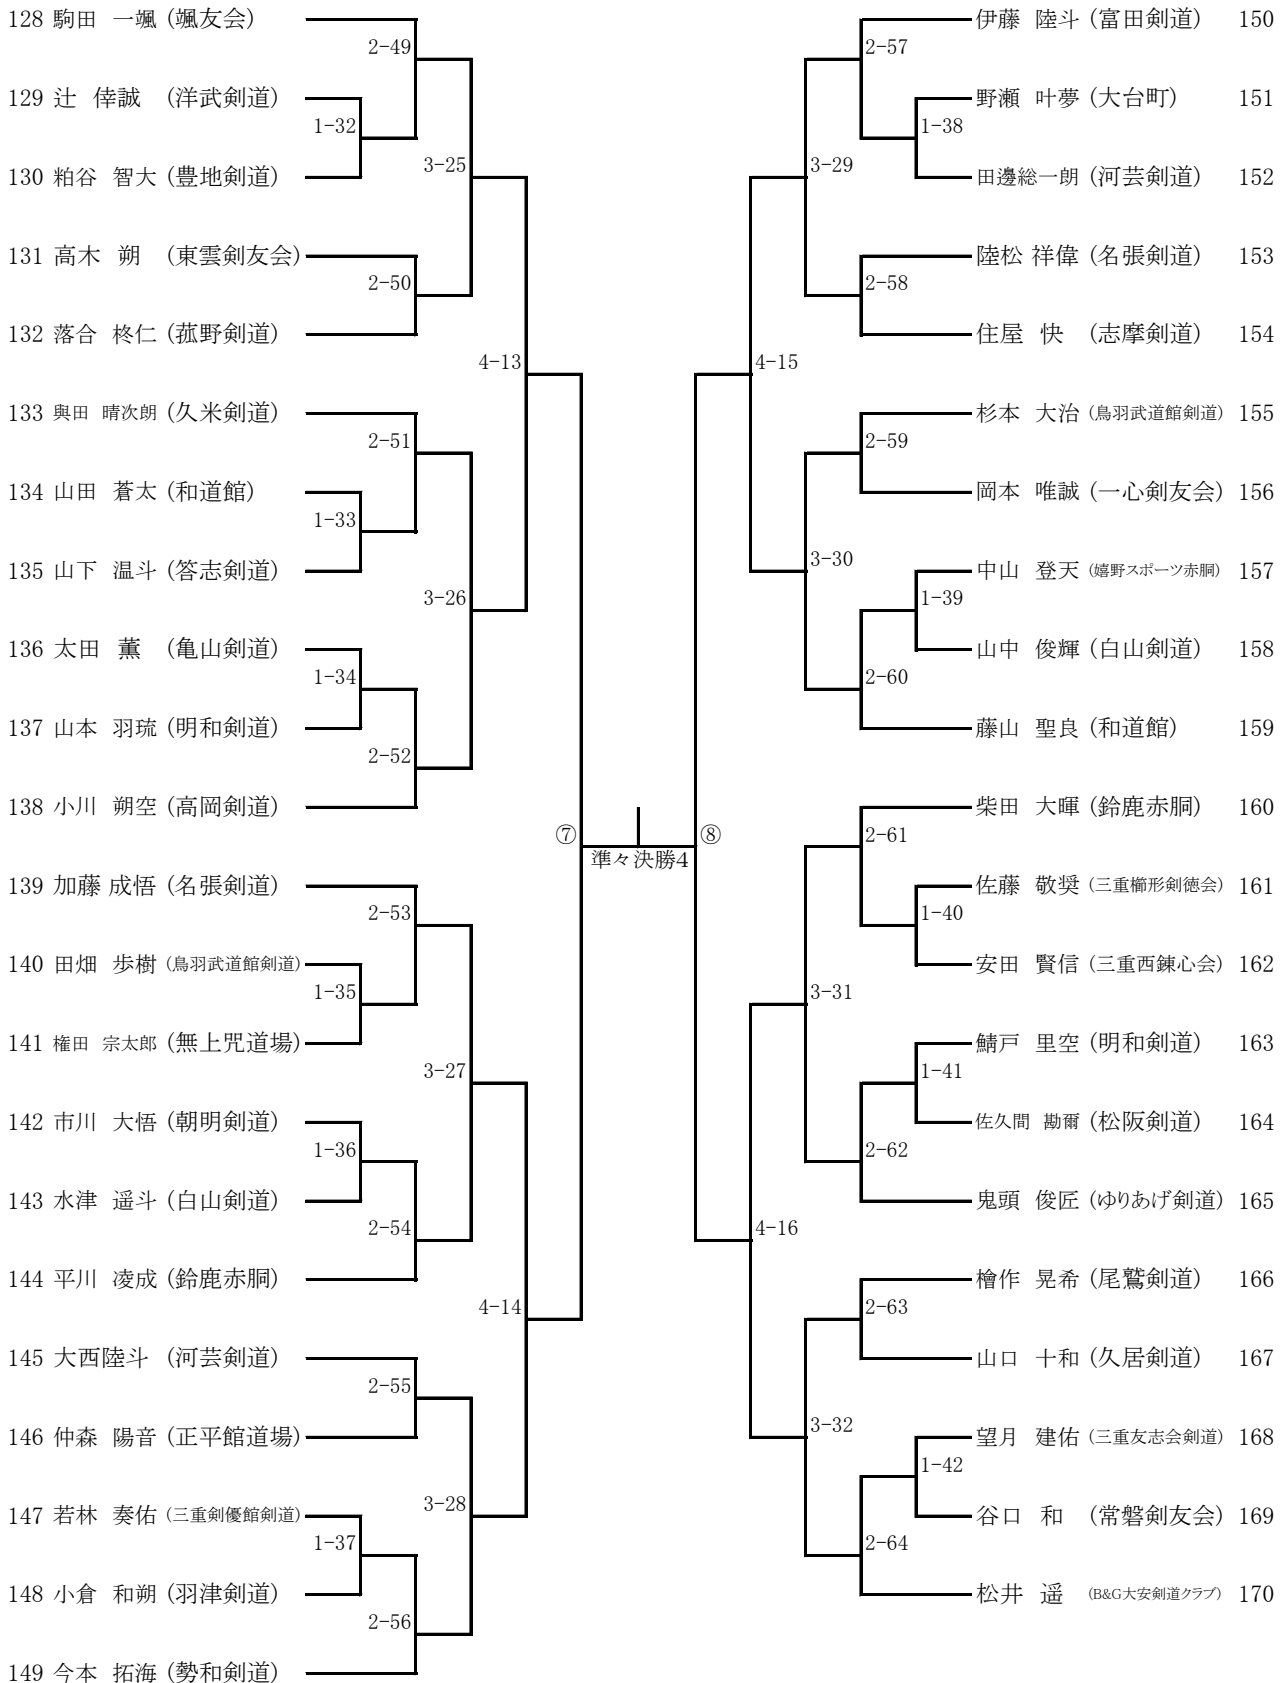 128 駒田 一颯 (颯友会)
2-49
129 辻 倖誠 (洋武剣道)
1-32
130 粕谷 智大 (豊地剣道)
3-25
131 高木 朔 (東雲剣友会)
2-50
132 落合 柊仁 (菰野剣道)
4-13
133 與田 晴次朗 (久米剣道)
2-51
134 山田 蒼太 (和道館)
1-33
135 山下 温斗 (答志剣道)
3-26
136 太田 薫 (亀山剣道)
1-34
137 山本 羽琉 (明和剣道)
2-52
138 小川 朔空 (高岡剣道)
⑦
139 加藤 成悟 (名張剣道)
2-53
140 田畑 歩樹 (鳥羽武道館剣道)
1-35
141 権田 宗太郎 (無上咒道場)
3-27
142 市川 大悟 (朝明剣道)
1-36
143 水津 遥斗 (白山剣道)
2-54
144 平川 凌成 (鈴鹿赤胴)
4-14
145 大西陸斗 (河芸剣道)
2-55
146 仲森 陽音 (正平館道場)
3-28
147 若林 奏佑 (三重剣優館剣道)
1-37
148 小倉 和朔 (羽津剣道)
2-56
149 今本 拓海 (勢和剣道)
準々決勝4
伊藤 陸斗 (富田剣道) 150
2-57
野瀬 叶夢 (大台町) 151
1-38
田邊総一朗 (河芸剣道) 152
3-29
陸松 祥偉 (名張剣道) 153
2-58
住屋 快 (志摩剣道) 154
4-15
杉本 大治 (鳥羽武道館剣道) 155
2-59
岡本 唯誠 (一心剣友会) 156
3-30
中山 登天 (嬉野スポーツ赤胴) 157
1-39
山中 俊輝 (白山剣道) 158
2-60
藤山 聖良 (和道館) 159
⑧
柴田 大暉 (鈴鹿赤胴) 160
2-61
佐藤 敬奨 (三重櫛形剣徳会) 161
1-40
安田 賢信 (三重西錬心会) 162
3-31
鯖戸 里空 (明和剣道) 163
1-41
佐久間 勘爾 (松阪剣道) 164
2-62
鬼頭 俊匠 (ゆりあげ剣道) 165
4-16
檜作 晃希 (尾鷲剣道) 166
2-63
山口 十和 (久居剣道) 167
3-32
望月 建佑 (三重友志会剣道) 168
1-42
谷口 和 (常磐剣友会) 169
2-64
松井 遥 (B&G大安剣道クラブ) 170